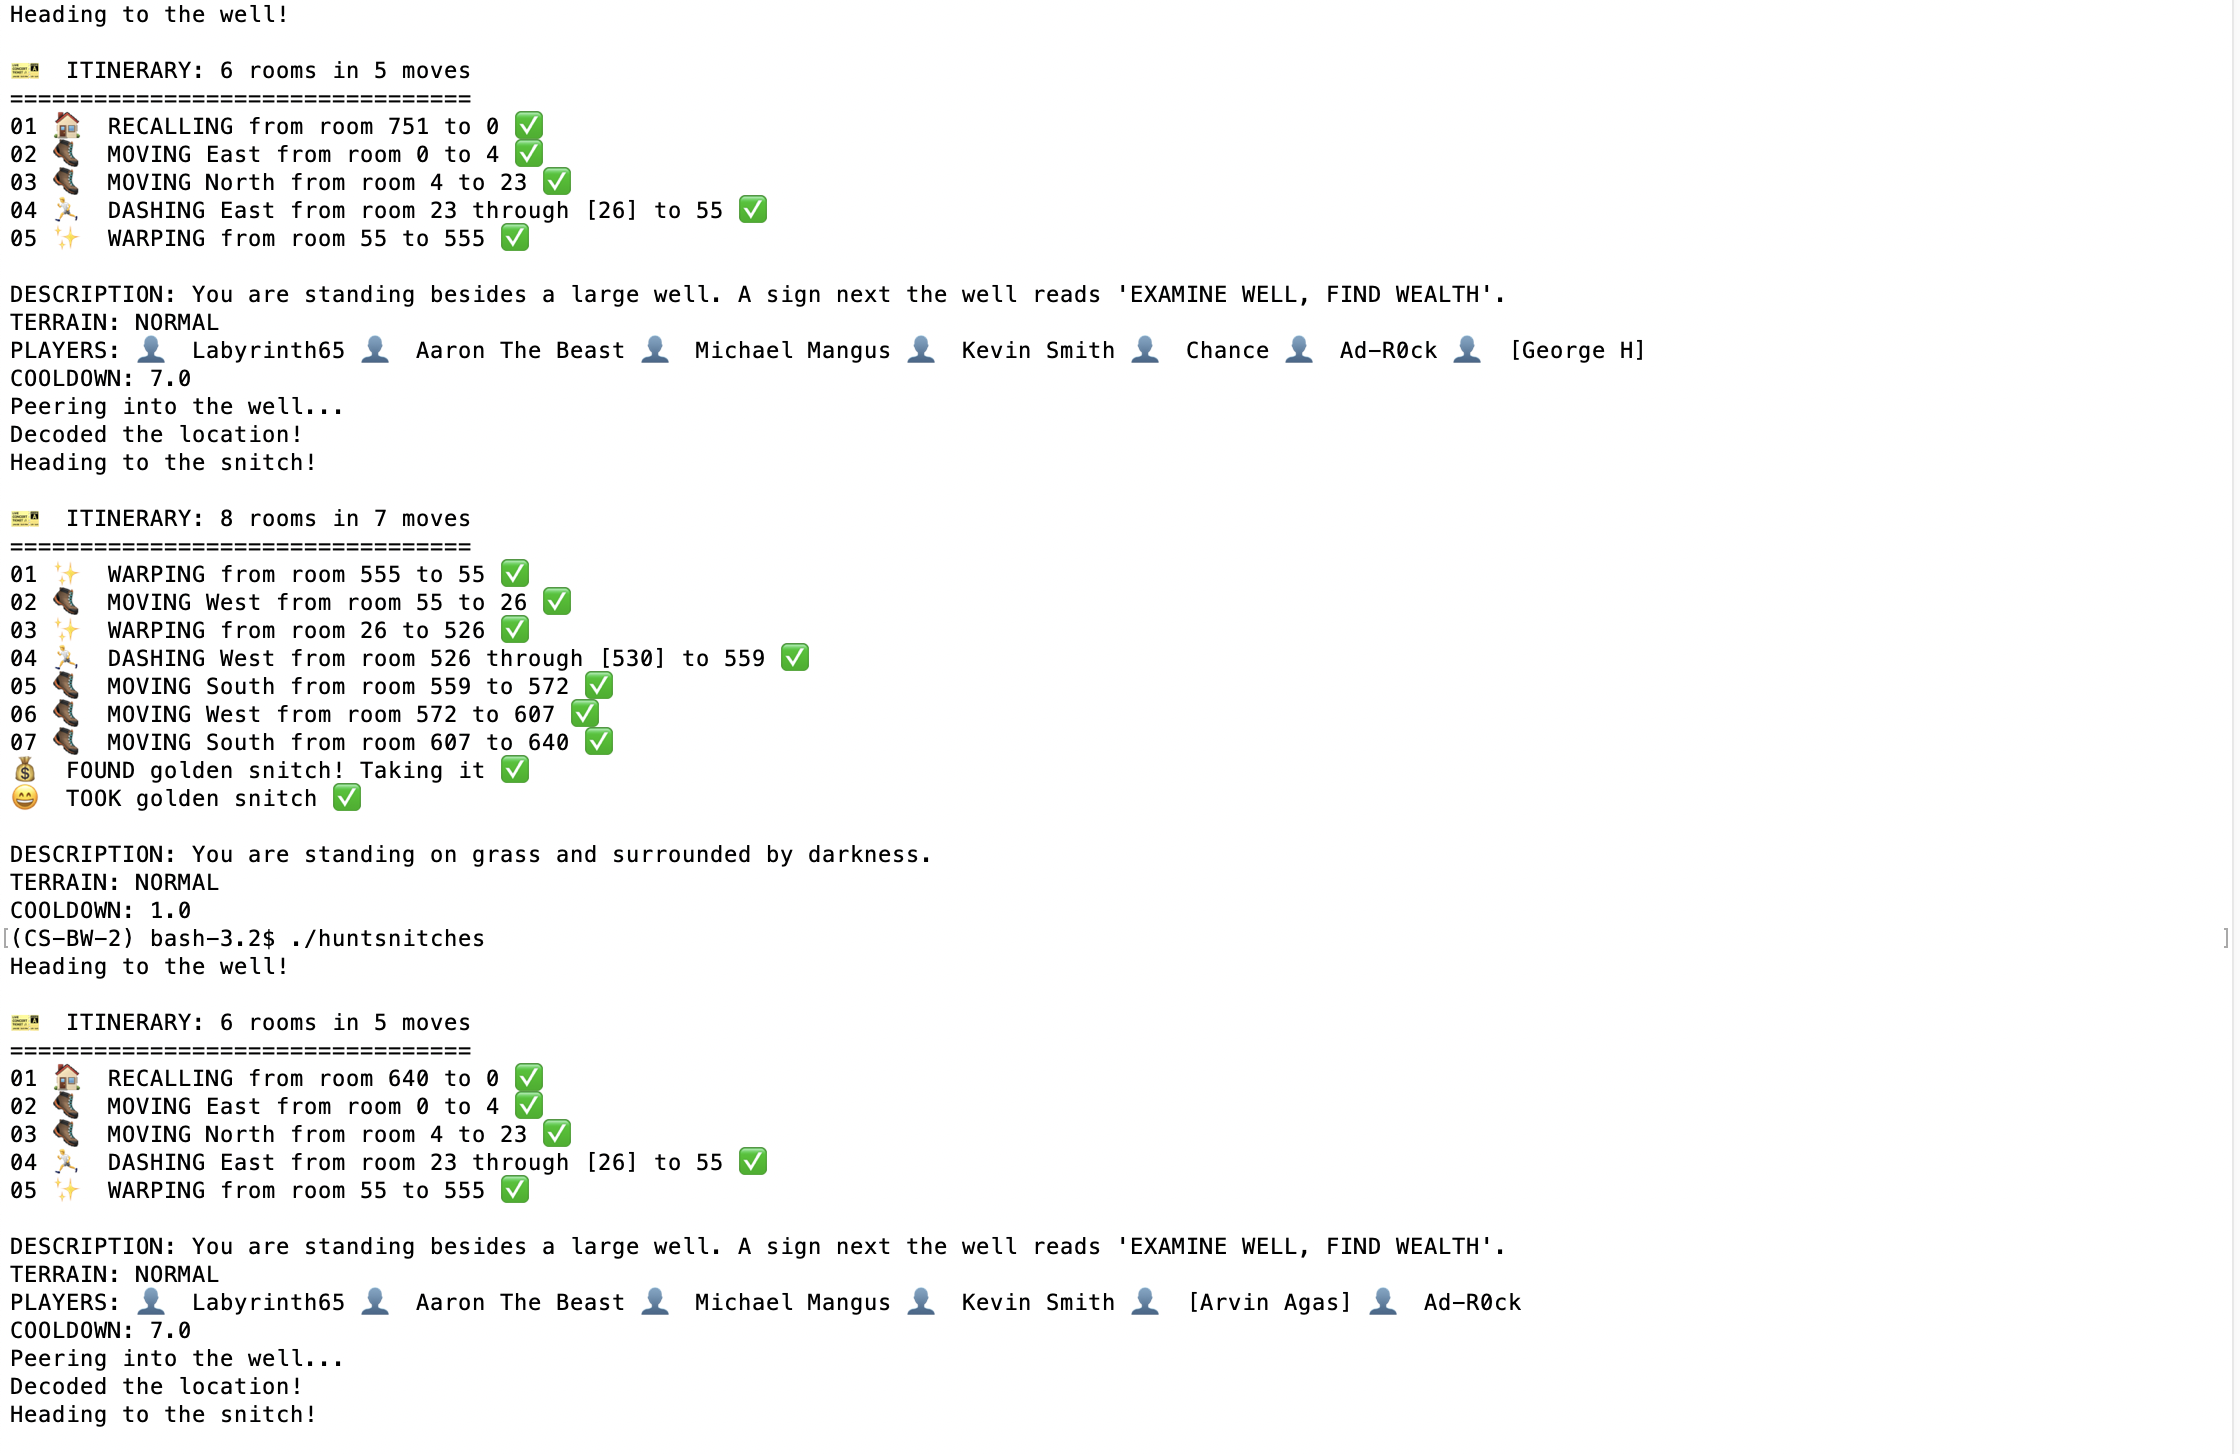 Heading to the well!
🎫 ITINERARY: 6 rooms in 5 moves
=================================
01 🏠 RECALLING from room 751 to 0 ✅
02 🥾 MOVING East from room 0 to 4 ✅
03 🥾 MOVING North from room 4 to 23 ✅
04 🏃 DASHING East from room 23 through [26] to 55 ✅
05 ✨ WARPING from room 55 to 555 ✅
DESCRIPTION: You are standing besides a large well. A sign next the well reads 'EXAMINE WELL, FIND WEALTH'.
TERRAIN: NORMAL
PLAYERS: 👤 Labyrinth65 👤 Aaron The Beast 👤 Michael Mangus 👤 Kevin Smith 👤 Chance 👤 Ad-R0ck 👤 [George H]
COOLDOWN: 7.0
Peering into the well...
Decoded the location!
Heading to the snitch!
🎫 ITINERARY: 8 rooms in 7 moves
=================================
01 ✨ WARPING from room 555 to 55 ✅
02 🥾 MOVING West from room 55 to 26 ✅
03 ✨ WARPING from room 26 to 526 ✅
04 🏃 DASHING West from room 526 through [530] to 559 ✅
05 🥾 MOVING South from room 559 to 572 ✅
06 🥾 MOVING West from room 572 to 607 ✅
07 🥾 MOVING South from room 607 to 640 ✅
💰 FOUND golden snitch! Taking it ✅
😄 TOOK golden snitch ✅
DESCRIPTION: You are standing on grass and surrounded by darkness.
TERRAIN: NORMAL
COOLDOWN: 1.0
[(CS-BW-2) bash-3.2$ ./huntsnitches ]
Heading to the well!
🎫 ITINERARY: 6 rooms in 5 moves
=================================
01 🏠 RECALLING from room 640 to 0 ✅
02 🥾 MOVING East from room 0 to 4 ✅
03 🥾 MOVING North from room 4 to 23 ✅
04 🏃 DASHING East from room 23 through [26] to 55 ✅
05 ✨ WARPING from room 55 to 555 ✅
DESCRIPTION: You are standing besides a large well. A sign next the well reads 'EXAMINE WELL, FIND WEALTH'.
TERRAIN: NORMAL
PLAYERS: 👤 Labyrinth65 👤 Aaron The Beast 👤 Michael Mangus 👤 Kevin Smith 👤 [Arvin Agas] 👤 Ad-R0ck
COOLDOWN: 7.0
Peering into the well...
Decoded the location!
Heading to the snitch!